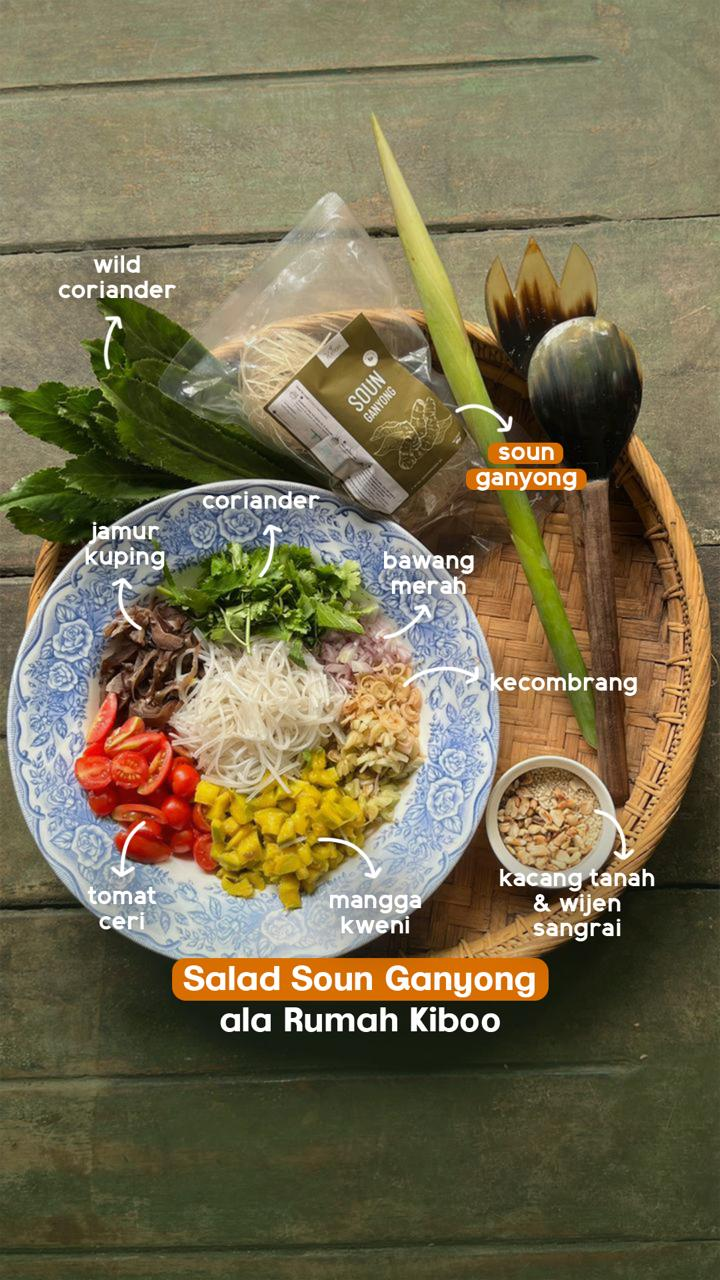 wild
coriander
SOUN
GANYONG
soun
ganyong
coriander
jamur
kuping
bawang
merah
kecombrang
tomat
ceri
mangga
kweni
kacang tanah
& wijen
sangrai
Salad Soun Ganyong
ala Rumah Kiboo